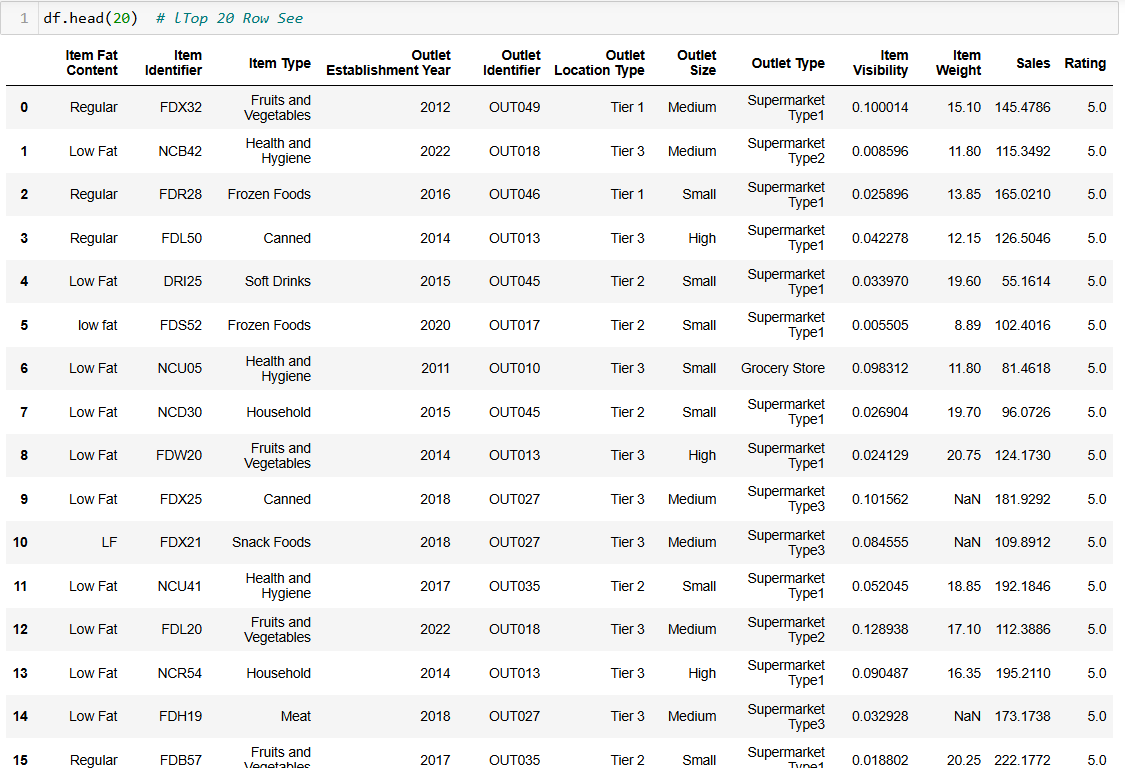 1 df.head(20) # lTop 20 Row See
Item Fat Content Item Identifier Item Type Outlet Establishment Year Outlet Identifier Outlet Location Type Outlet Size Outlet Type Item Visibility Item Weight Sales Rating
0 Regular FDX32 Fruits and Vegetables 2012 OUT049 Tier 1 Medium Supermarket Type1 0.100014 15.10 145.4786 5.0
1 Low Fat NCB42 Health and Hygiene 2022 OUT018 Tier 3 Medium Supermarket Type2 0.008596 11.80 115.3492 5.0
2 Regular FDR28 Frozen Foods 2016 OUT046 Tier 1 Small Supermarket Type1 0.025896 13.85 165.0210 5.0
3 Regular FDL50 Canned 2014 OUT013 Tier 3 High Supermarket Type1 0.042278 12.15 126.5046 5.0
4 Low Fat DRI25 Soft Drinks 2015 OUT045 Tier 2 Small Supermarket Type1 0.033970 19.60 55.1614 5.0
5 low fat FDS52 Frozen Foods 2020 OUT017 Tier 2 Small Supermarket Type1 0.005505 8.89 102.4016 5.0
6 Low Fat NCU05 Health and Hygiene 2011 OUT010 Tier 3 Small Grocery Store 0.098312 11.80 81.4618 5.0
7 Low Fat NCD30 Household 2015 OUT045 Tier 2 Small Supermarket Type1 0.026904 19.70 96.0726 5.0
8 Low Fat FDW20 Fruits and Vegetables 2014 OUT013 Tier 3 High Supermarket Type1 0.024129 20.75 124.1730 5.0
9 Low Fat FDX25 Canned 2018 OUT027 Tier 3 Medium Supermarket Type3 0.101562 NaN 181.9292 5.0
10 LF FDX21 Snack Foods 2018 OUT027 Tier 3 Medium Supermarket Type3 0.084555 NaN 109.8912 5.0
11 Low Fat NCU41 Health and Hygiene 2017 OUT035 Tier 2 Small Supermarket Type1 0.052045 18.85 192.1846 5.0
12 Low Fat FDL20 Fruits and Vegetables 2022 OUT018 Tier 3 Medium Supermarket Type2 0.128938 17.10 112.3886 5.0
13 Low Fat NCR54 Household 2014 OUT013 Tier 3 High Supermarket Type1 0.090487 16.35 195.2110 5.0
14 Low Fat FDH19 Meat 2018 OUT027 Tier 3 Medium Supermarket Type3 0.032928 NaN 173.1738 5.0
15 Regular FDB57 Fruits and Vegetables 2017 OUT035 Tier 2 Small Supermarket Type1 0.018802 20.25 222.1772 5.0